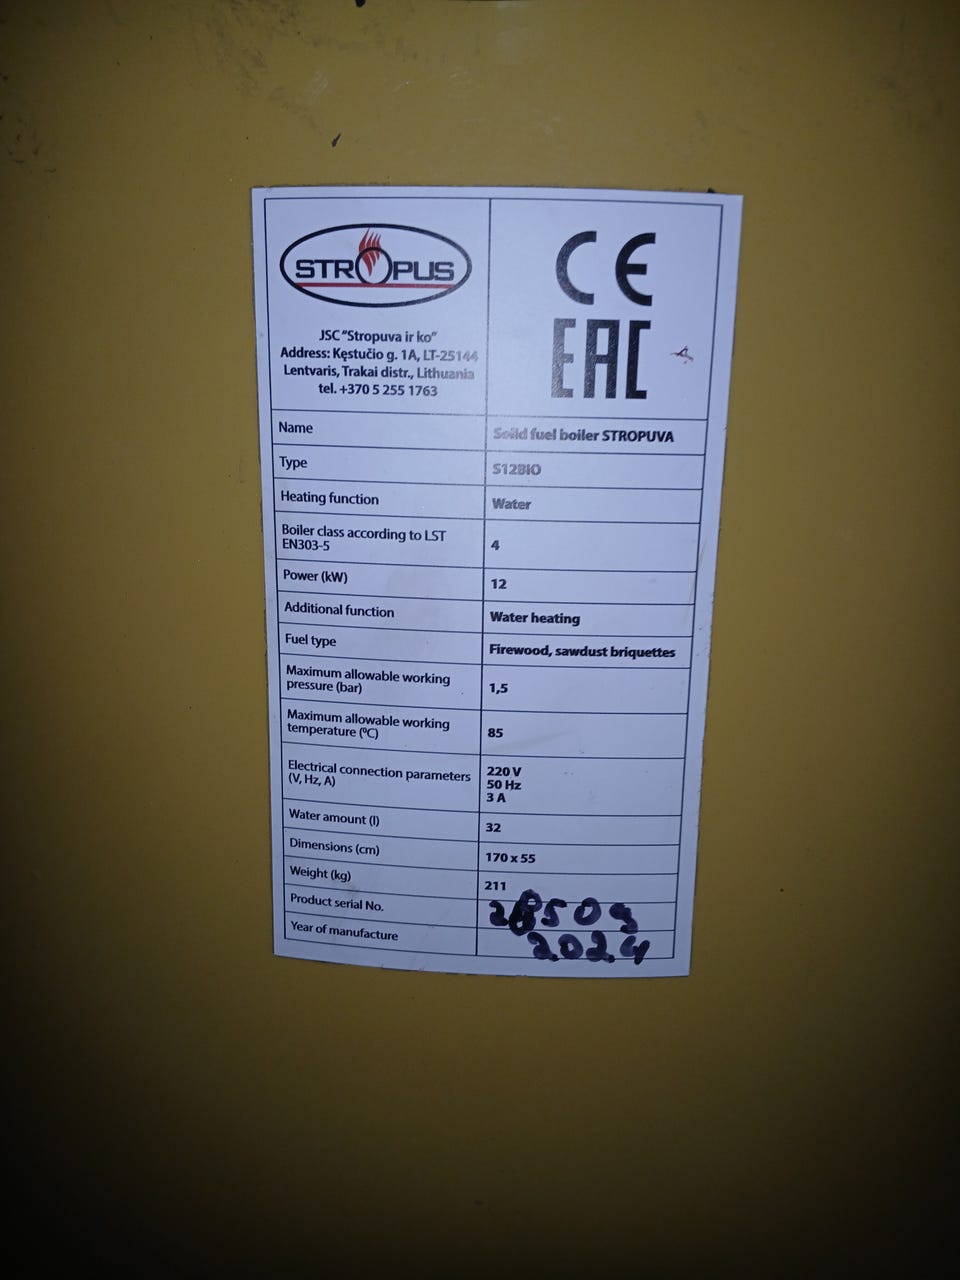 STROPUS
JSC "Stropuva ir ko"
Address: Kęstučio g. 1A, LT-25144
Lentvaris, Trakai distr., Lithuania
tel. +370 5 255 1763
CE
EAC
Name Solid fuel boiler STROPUVA
Type S12BIO
Heating function Water
Boiler class according to LST
EN303-5 4
Power (kW) 12
Additional function Water heating
Fuel type Firewood, sawdust briquettes
Maximum allowable working
pressure (bar) 1,5
Maximum allowable working
temperature (°C) 85
Electrical connection parameters
(V, Hz, A)
220 V
50 Hz
3 A
Water amount (l) 32
Dimensions (cm) 170 x 55
Weight (kg) 211
Product serial No.
Year of manufacture 2024